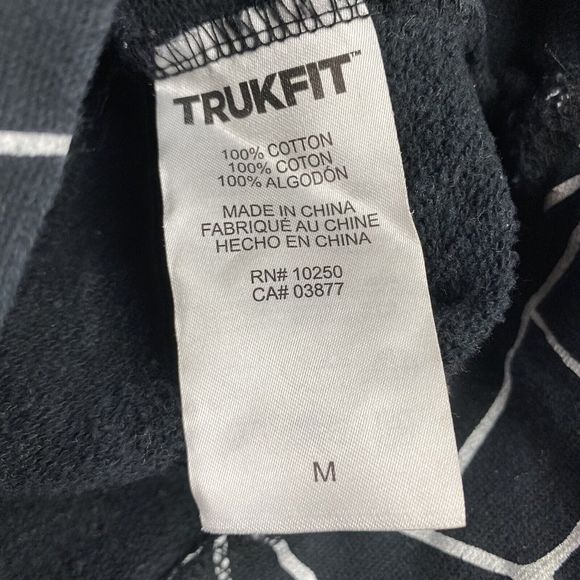 TRUKFIT™
100% COTTON
100% COTON
100% ALGODÓN
MADE IN CHINA
FABRIQUÉ AU CHINE
HECHO EN CHINA
RN# 10250
CA# 03877
M